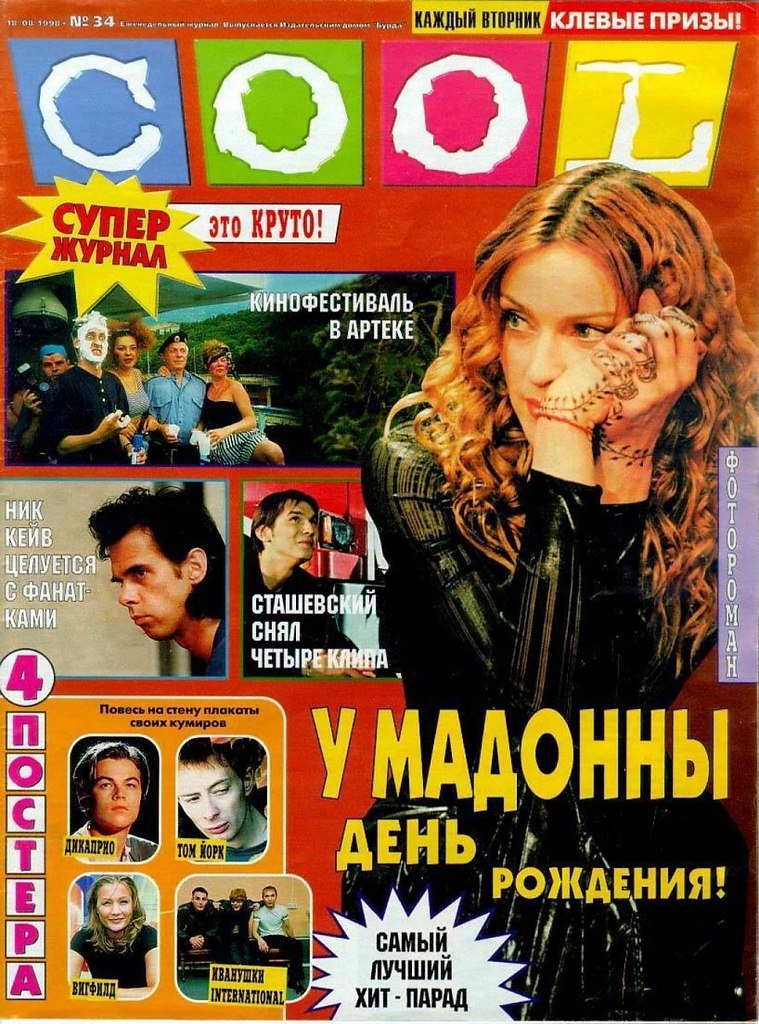 18-08-1998 • № 34 Еженедельный журнал. Выпускается Издательским домом "Бурда"
КАЖДЫЙ ВТОРНИК
КЛЕВЫЕ ПРИЗЫ!
COOL
СУПЕР
ЖУРНАЛ
это КРУТО!
КИНОФЕСТИВАЛЬ
В АРТЕКЕ
НИК
КЕЙВ
ЦЕЛУЕТСЯ
С ФАНАТ-
КАМИ
СТАШЕВСКИЙ
СНЯЛ
ЧЕТЫРЕ КЛИПА
ФОТОРОМАН
4 ПОСТЕРА
Повесь на стену плакаты
своих кумиров
ДИКАПРИО
ТОМ ЙОРК
ВИГФИЛД
ИВАНУШКИ
INTERNATIONAL
У МАДОННЫ
ДЕНЬ
РОЖДЕНИЯ!
САМЫЙ
ЛУЧШИЙ
ХИТ - ПАРАД